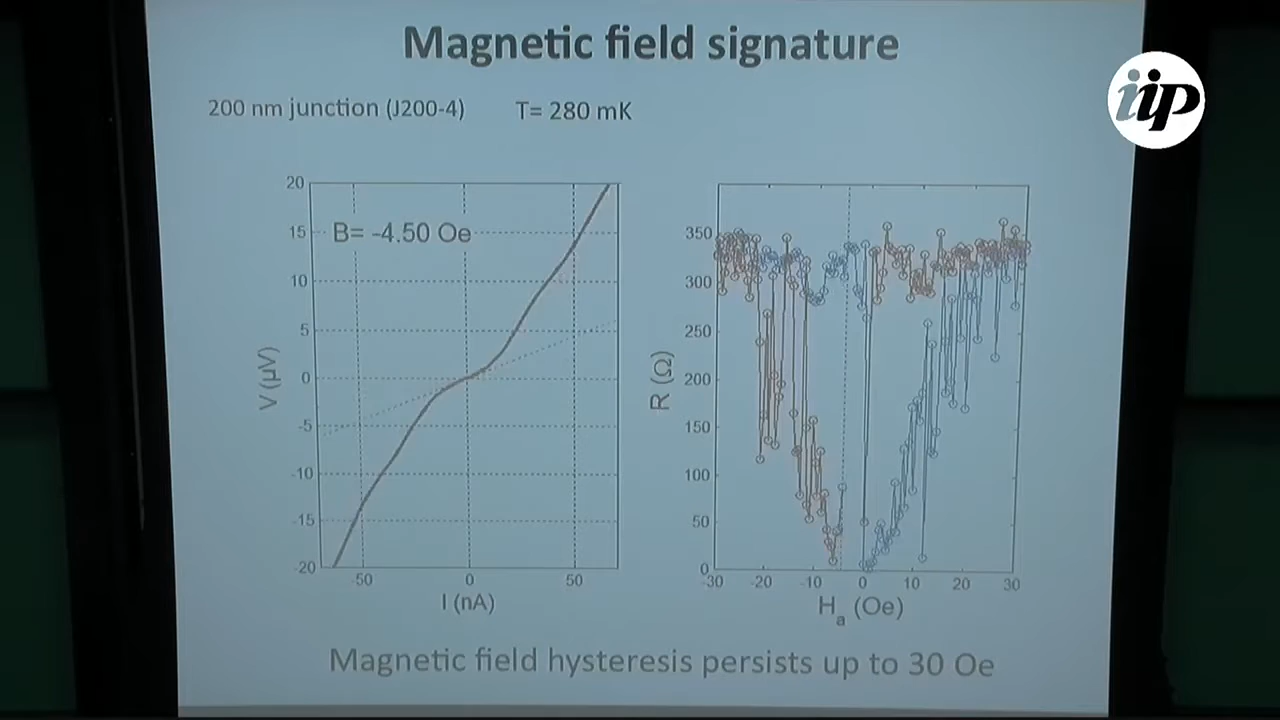 Magnetic field signature
iip
200 nm junction (J200-4) T= 280 mK
B= -4.50 Oe
20
15
10
5
0
-5
-10
-15
-20
V (µV)
-50 0 50
I (nA)
350
300
250
200
150
100
50
0
R (Ω)
-30 -20 -10 0 10 20 30
Ha (Oe)
Magnetic field hysteresis persists up to 30 Oe